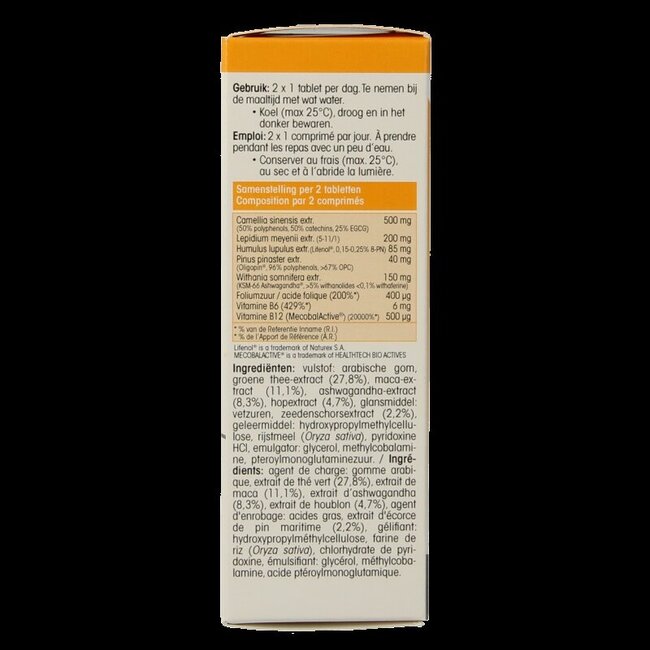 Gebruik: 2 x 1 tablet per dag. Te nemen bij
de maaltijd met wat water.
• Koel (max 25°C), droog en in het
donker bewaren.
Emploi: 2 x 1 comprimé par jour. À prendre
pendant les repas avec un peu d'eau.
• Conserver au frais (max. 25°C),
au sec et à l'abride la lumière.
Samenstelling per 2 tabletten
Composition par 2 comprimés
Camellia sinensis extr. 500 mg
(50% polyphenols, 50% catechins, 25% EGCG)
Lepidium meyenii extr. (5-11/1) 200 mg
Humulus lupulus extr. (Lifenol®, 0,15-0,25% 8-PN) 85 mg
Pinus pinaster extr. 40 mg
(Oligopin®, 96% polyphenols, >67% OPC)
Withania somnifera extr. 150 mg
(KSM-66 Ashwagandha®, >5% withanolides <0,1% withaferine)
Foliumzuur / acide folique (200%*) 400 µg
Vitamine B6 (429%*) 6 mg
Vitamine B12 (MecobalActive®) (20000%*) 500 µg
* % van de Referentie Inname (R.I.)
* % de l'Apport de Référence (A.R.)
Lifenol® is a trademark of Naturex S.A.
MECOBALACTIVE® is a trademark of HEALTHTECH BIO ACTIVES
Ingrediënten: vulstof: arabische gom,
groene thee-extract (27,8%), maca-ex-
tract (11,1%), ashwagandha-extract
(8,3%), hopextract (4,7%), glansmiddel:
vetzuren, zeedenschorsextract (2,2%),
geleermiddel: hydroxypropylmethylcellu-
lose, rijstmeel (Oryza sativa), pyridoxine
HCl, emulgator: glycerol, methylcobalami-
ne, pteroylmonoglutaminezuur. / Ingré-
dients: agent de charge: gomme arabi-
que, extrait de thé vert (27,8%), extrait de
maca (11,1%), extrait d'ashwagandha
(8,3%), extrait de houblon (4,7%), agent
d'enrobage: acides gras, extrait d'écorce
de pin maritime (2,2%), gélifiant:
hydroxypropylméthylcellulose, farine de
riz (Oryza sativa), chlorhydrate de pyri-
doxine, émulsifiant: glycérol, méthylcoba-
lamine, acide ptéroylmonoglutamique.